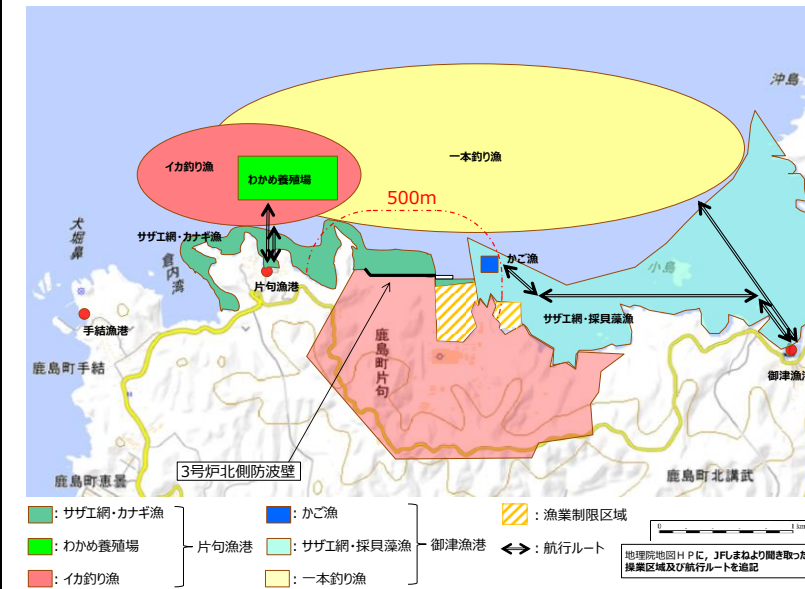 沖島
一本釣り漁
イカ釣り漁
わかめ養殖場
500m
犬堀鼻
サザエ網・カナギ漁
倉内湾
かご漁
小島
片句漁港
手結漁港
サザエ網・採貝藻漁
鹿島町片句
鹿島町手結
御津漁港
3号炉北側防波壁
鹿島町恵曇
鹿島町北講武
：サザエ網・カナギ漁
：わかめ養殖場
：イカ釣り漁
片句漁港
：かご漁
：サザエ網・採貝藻漁
：一本釣り漁
御津漁港
：漁業制限区域
：航行ルート
0 1 km
地理院地図ＨＰに，JFしまねより聞き取った
操業区域及び航行ルートを追記